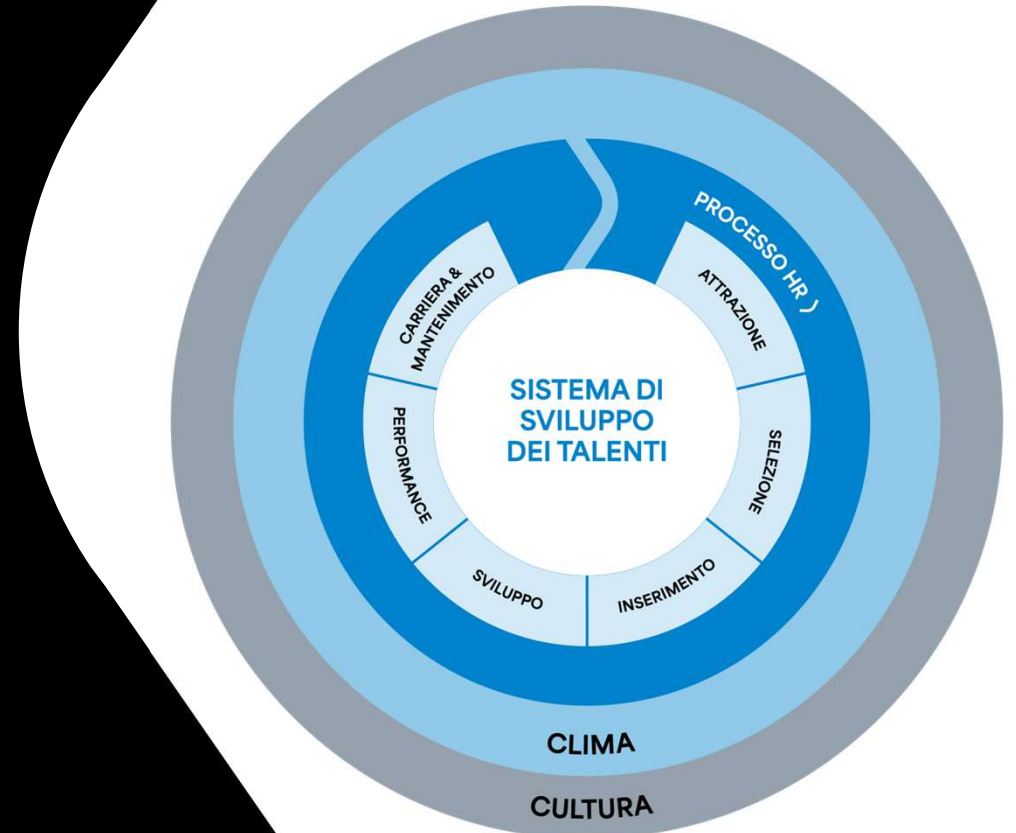 SISTEMA DI
SVILUPPO
DEI TALENTI
PROCESSO HR
ATTRAZIONE
SELEZIONE
INSERIMENTO
SVILUPPO
PERFORMANCE
CARRIERA &
MANTENIMENTO
CLIMA
CULTURA